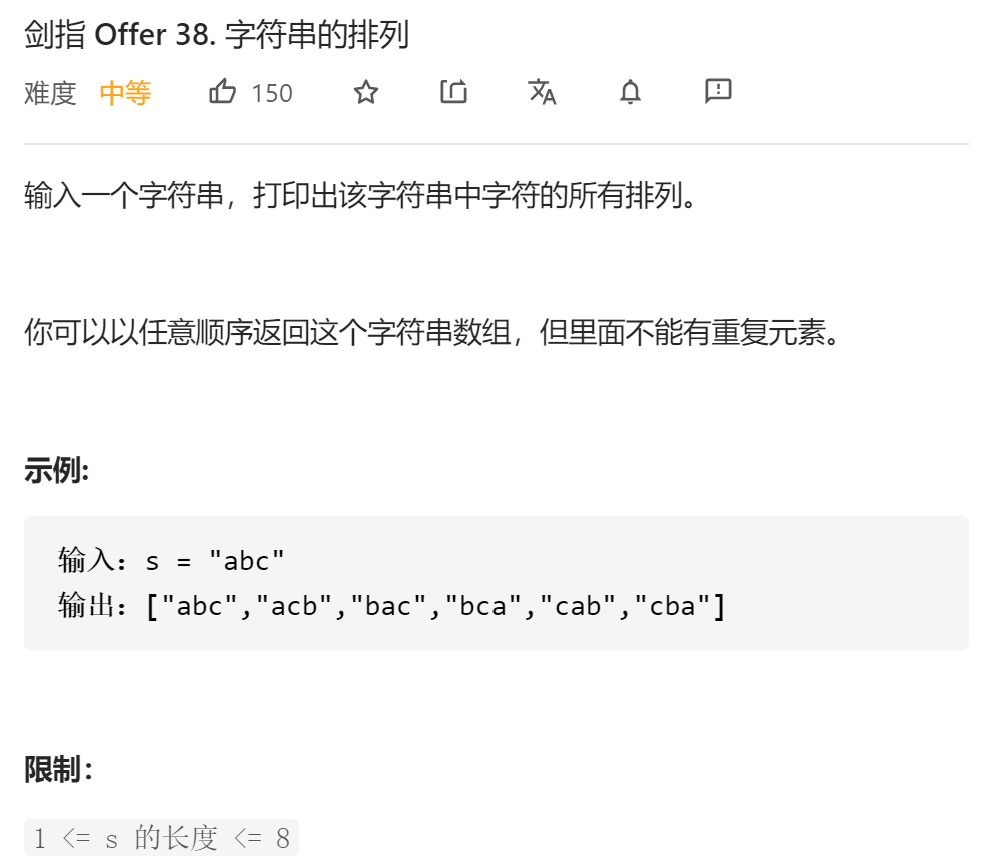 剑指 Offer 38. 字符串的排列
难度 中等 150
输入一个字符串，打印出该字符串中字符的所有排列。
你可以以任意顺序返回这个字符串数组，但里面不能有重复元素。
示例:
输入：s = "abc"
输出：["abc","acb","bac","bca","cab","cba"]
限制：
1 <= s 的长度 <= 8